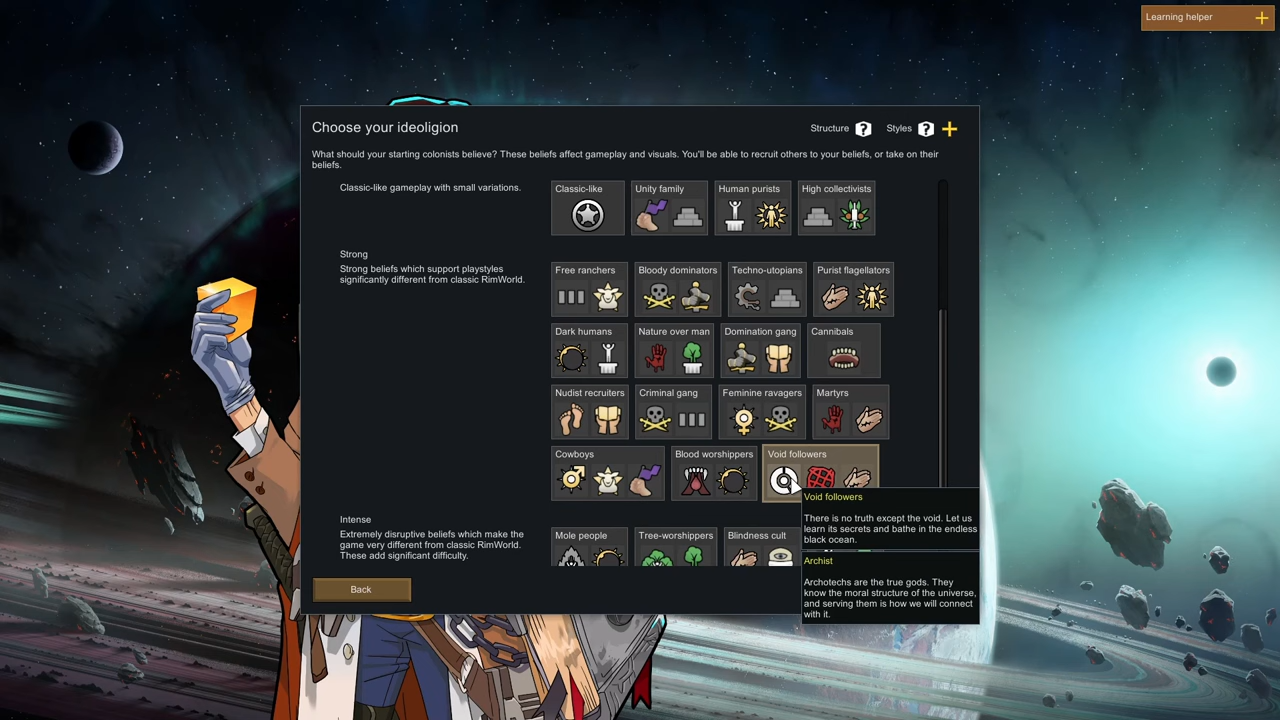 Learning helper
Choose your ideoligion
Structure
Styles
What should your starting colonists believe? These beliefs affect gameplay and visuals. You'll be able to recruit others to your beliefs, or take on their
beliefs.
Classic-like gameplay with small variations.
Classic-like
Unity family
Human purists
High collectivists
Strong
Strong beliefs which support playstyles
significantly different from classic RimWorld.
Free ranchers
Bloody dominators
Techno-utopians
Purist flagellators
Dark humans
Nature over man
Domination gang
Cannibals
Nudist recruiters
Criminal gang
Feminine ravagers
Martyrs
Cowboys
Blood worshippers
Void followers
Void followers
There is no truth except the void. Let us
learn its secrets and bathe in the endless
black ocean.
Intense
Extremely disruptive beliefs which make the
game very different from classic RimWorld.
These add significant difficulty.
Mole people
Tree-worshippers
Blindness cult
Archist
Archotechs are the true gods. They
know the moral structure of the universe,
and serving them is how we will connect
with it.
Back